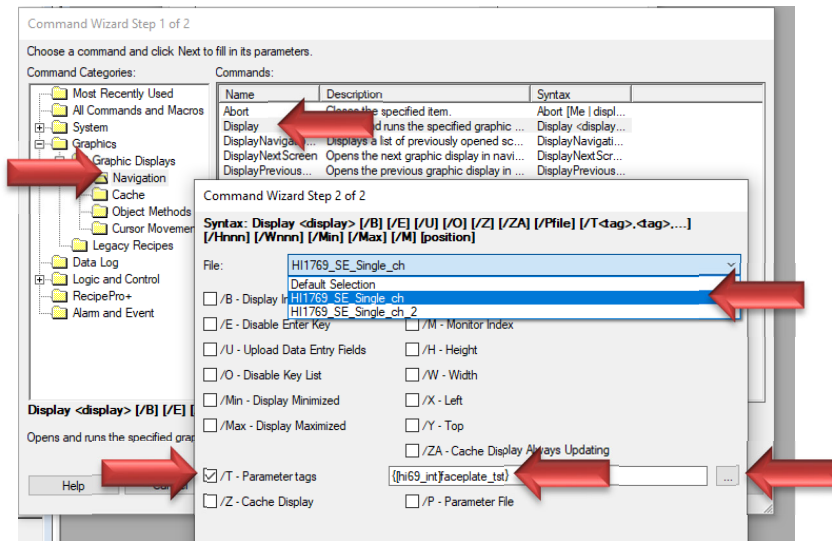 Command Wizard Step 1 of 2
Choose a command and click Next to fill in its parameters.
Command Categories:
Commands:
Most Recently Used
All Commands and Macros
System
Graphics
Graphic Displays
Navigation
Cache
Object Methods
Cursor Movemen
Legacy Recipes
Data Log
Logic and Control
RecipePro+
Alarm and Event
Name Description Syntax
Abort the specified item. Abort [Me | displ...
Display d runs the specified graphic ... Display <display...
DisplayNavigat Displays a list of previously opened sc... DisplayNavigati...
DisplayNextScreen Opens the next graphic display in navi... DisplayNextScr...
DisplayPrevious... Opens the previous graphic display in ... DisplayPrevious...
Display <display> [/B] [/E] [
Opens and runs the specified grap
Help
Command Wizard Step 2 of 2
Syntax: Display <display> [/B] [/E] [/U] [/O] [/Z] [/ZA] [/Pfile] [/T<tag>,<tag>,...]
[/Hnnn] [/Wnnn] [/Min] [/Max] [/M] [position]
File: HI1769_SE_Single_ch
Default Selection
HI1769_SE_Single_ch
HI1769_SE_Single_ch_2
/B - Display I
/E - Disable Enter Key /M - Monitor Index
/U - Upload Data Entry Fields /H - Height
/O - Disable Key List /W - Width
/Min - Display Minimized /X - Left
/Max - Display Maximized /Y - Top
/ZA - Cache Display Always Updating
/T - Parameter tags {[hi69_int]faceplate_tst} ...
/Z - Cache Display /P - Parameter File